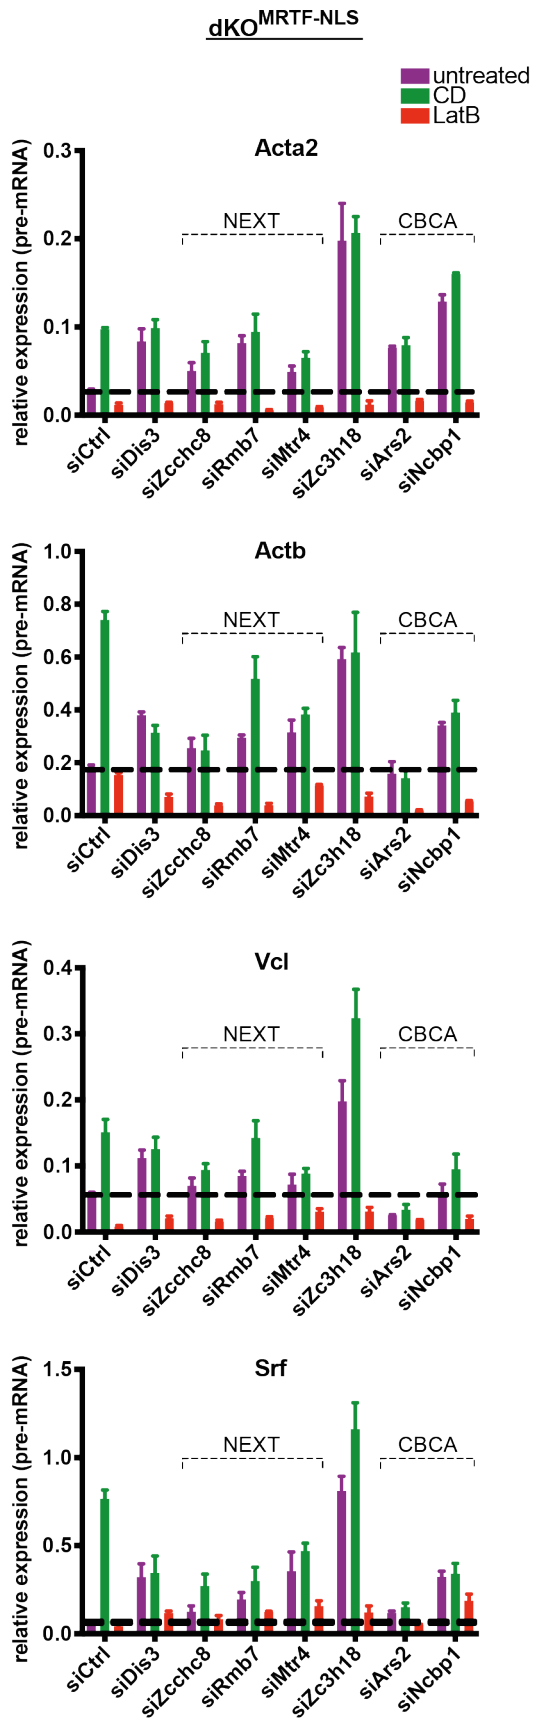 dKO^MRTF-NLS
untreated
CD
LatB
Acta2
relative expression (pre-mRNA)
0.3
0.2
0.1
0.0
NEXT
CBCA
siCtrl
siDis3
siZcchc8
siRmb7
siMtr4
siZc3h18
siArs2
siNcbp1
Actb
relative expression (pre-mRNA)
1.0
0.8
0.6
0.4
0.2
0.0
NEXT
CBCA
siCtrl
siDis3
siZcchc8
siRmb7
siMtr4
siZc3h18
siArs2
siNcbp1
Vcl
relative expression (pre-mRNA)
0.4
0.3
0.2
0.1
0.0
NEXT
CBCA
siCtrl
siDis3
siZcchc8
siRmb7
siMtr4
siZc3h18
siArs2
siNcbp1
Srf
relative expression (pre-mRNA)
1.5
1.0
0.5
0.0
NEXT
CBCA
siCtrl
siDis3
siZcchc8
siRmb7
siMtr4
siZc3h18
siArs2
siNcbp1